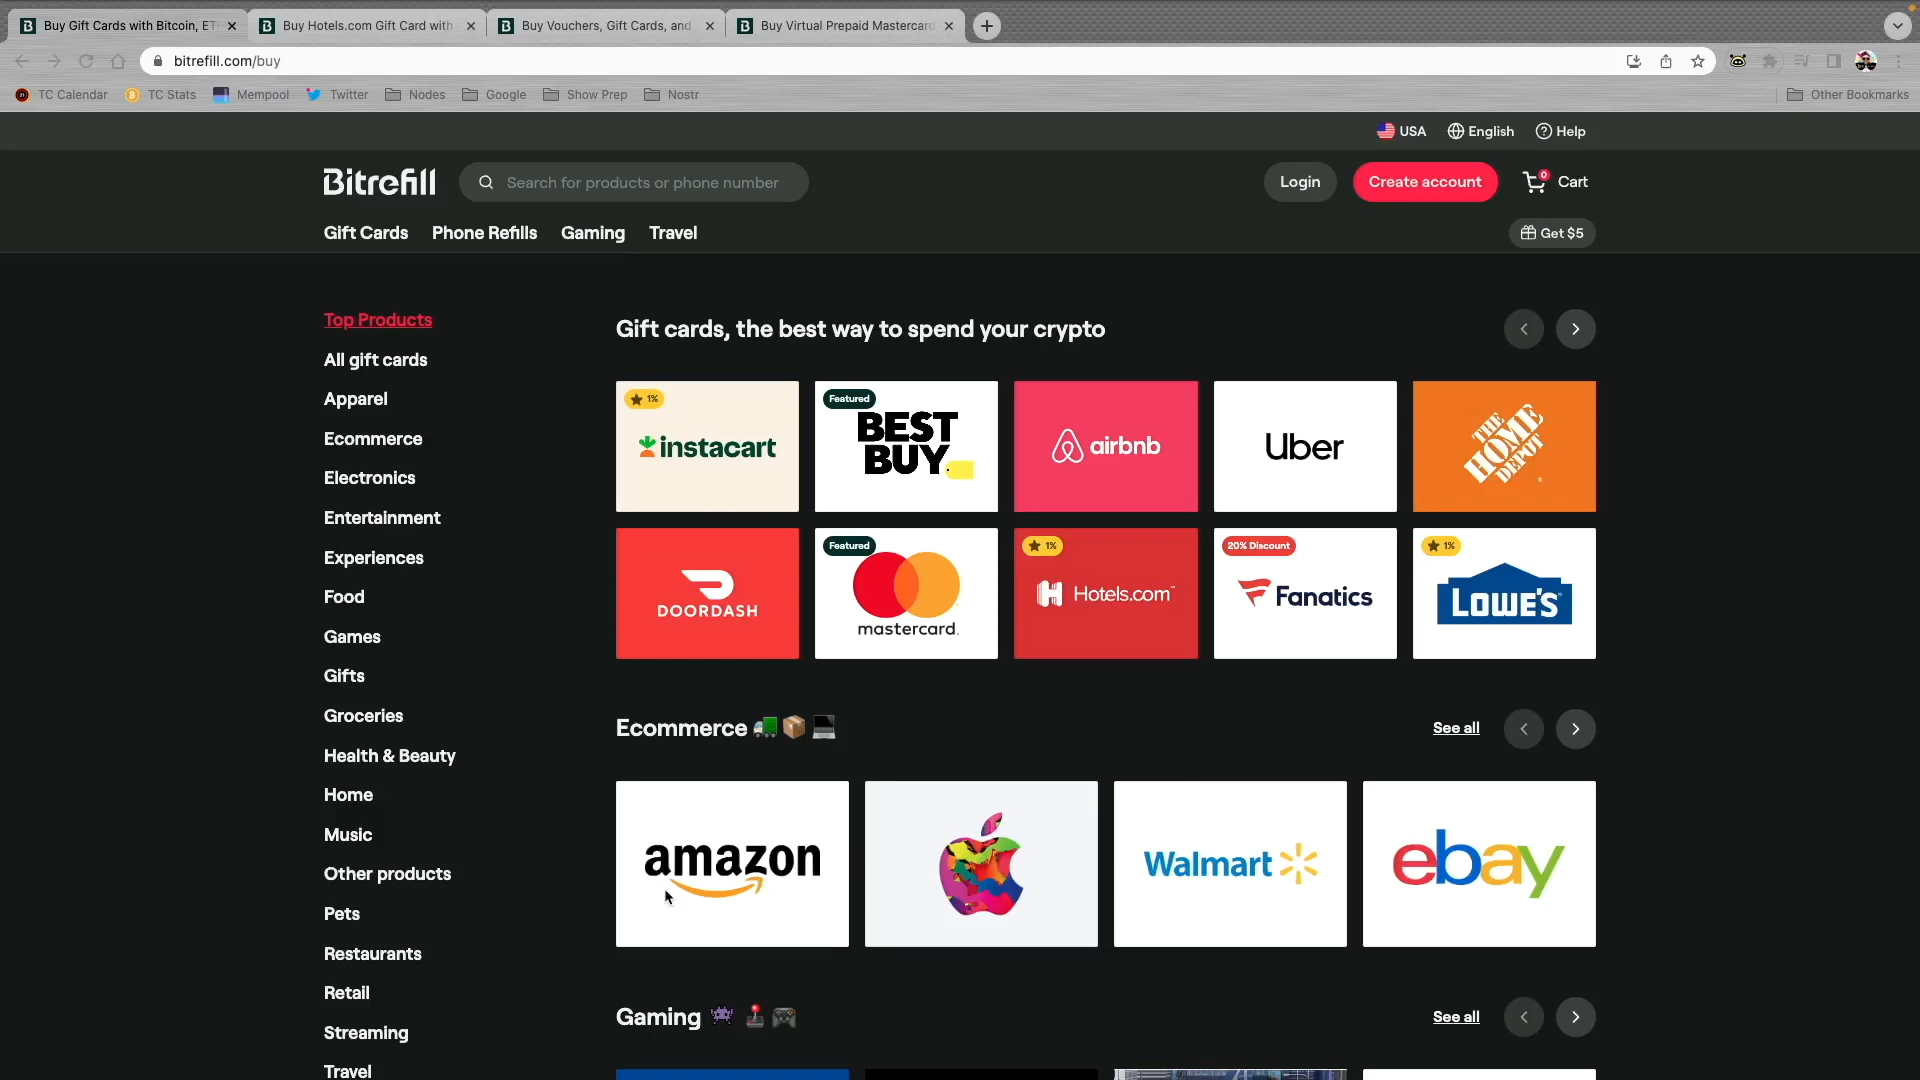 Buy Gift Cards with Bitcoin, ET
Buy Hotels.com Gift Card with
Buy Vouchers, Gift Cards, and
Buy Virtual Prepaid Mastercard
bitrefill.com/buy
TC Calendar
TC Stats
Mempool
Twitter
Nodes
Google
Show Prep
Nostr
Other Bookmarks
USA
English
Help
Bitrefill
Search for products or phone number
Login
Create account
0
Cart
Gift Cards
Phone Refills
Gaming
Travel
Get $5
Top Products
All gift cards
Apparel
Ecommerce
Electronics
Entertainment
Experiences
Food
Games
Gifts
Groceries
Health & Beauty
Home
Music
Other products
Pets
Restaurants
Retail
Streaming
Travel
Gift cards, the best way to spend your crypto
1%
instacart
Featured
BEST
BUY
airbnb
Uber
THE
HOME
DEPOT
DOORDASH
Featured
mastercard.
1%
Hotels.com™
20% Discount
Fanatics
1%
LOWE'S
Ecommerce
See all
amazon
Walmart
ebay
Gaming
See all